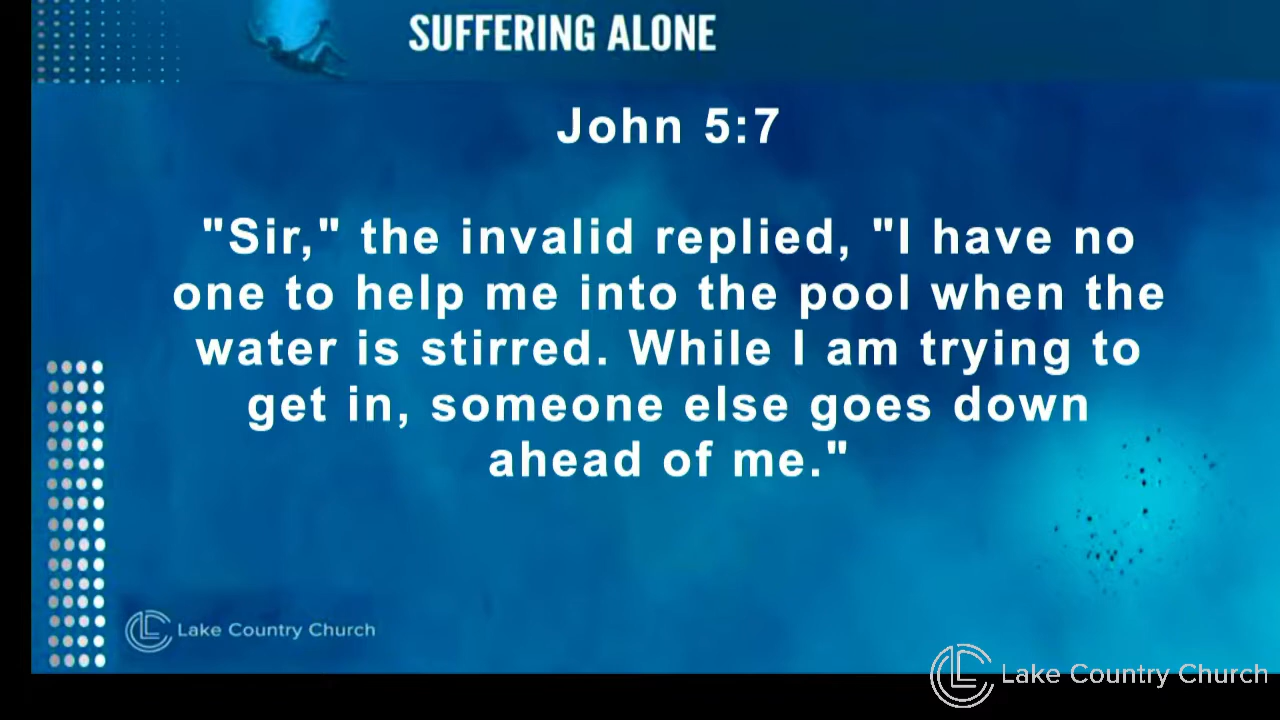 SUFFERING ALONE
John 5:7
"Sir," the invalid replied, "I have no
one to help me into the pool when the
water is stirred. While I am trying to
get in, someone else goes down
ahead of me."
Lake Country Church
Lake Country Church